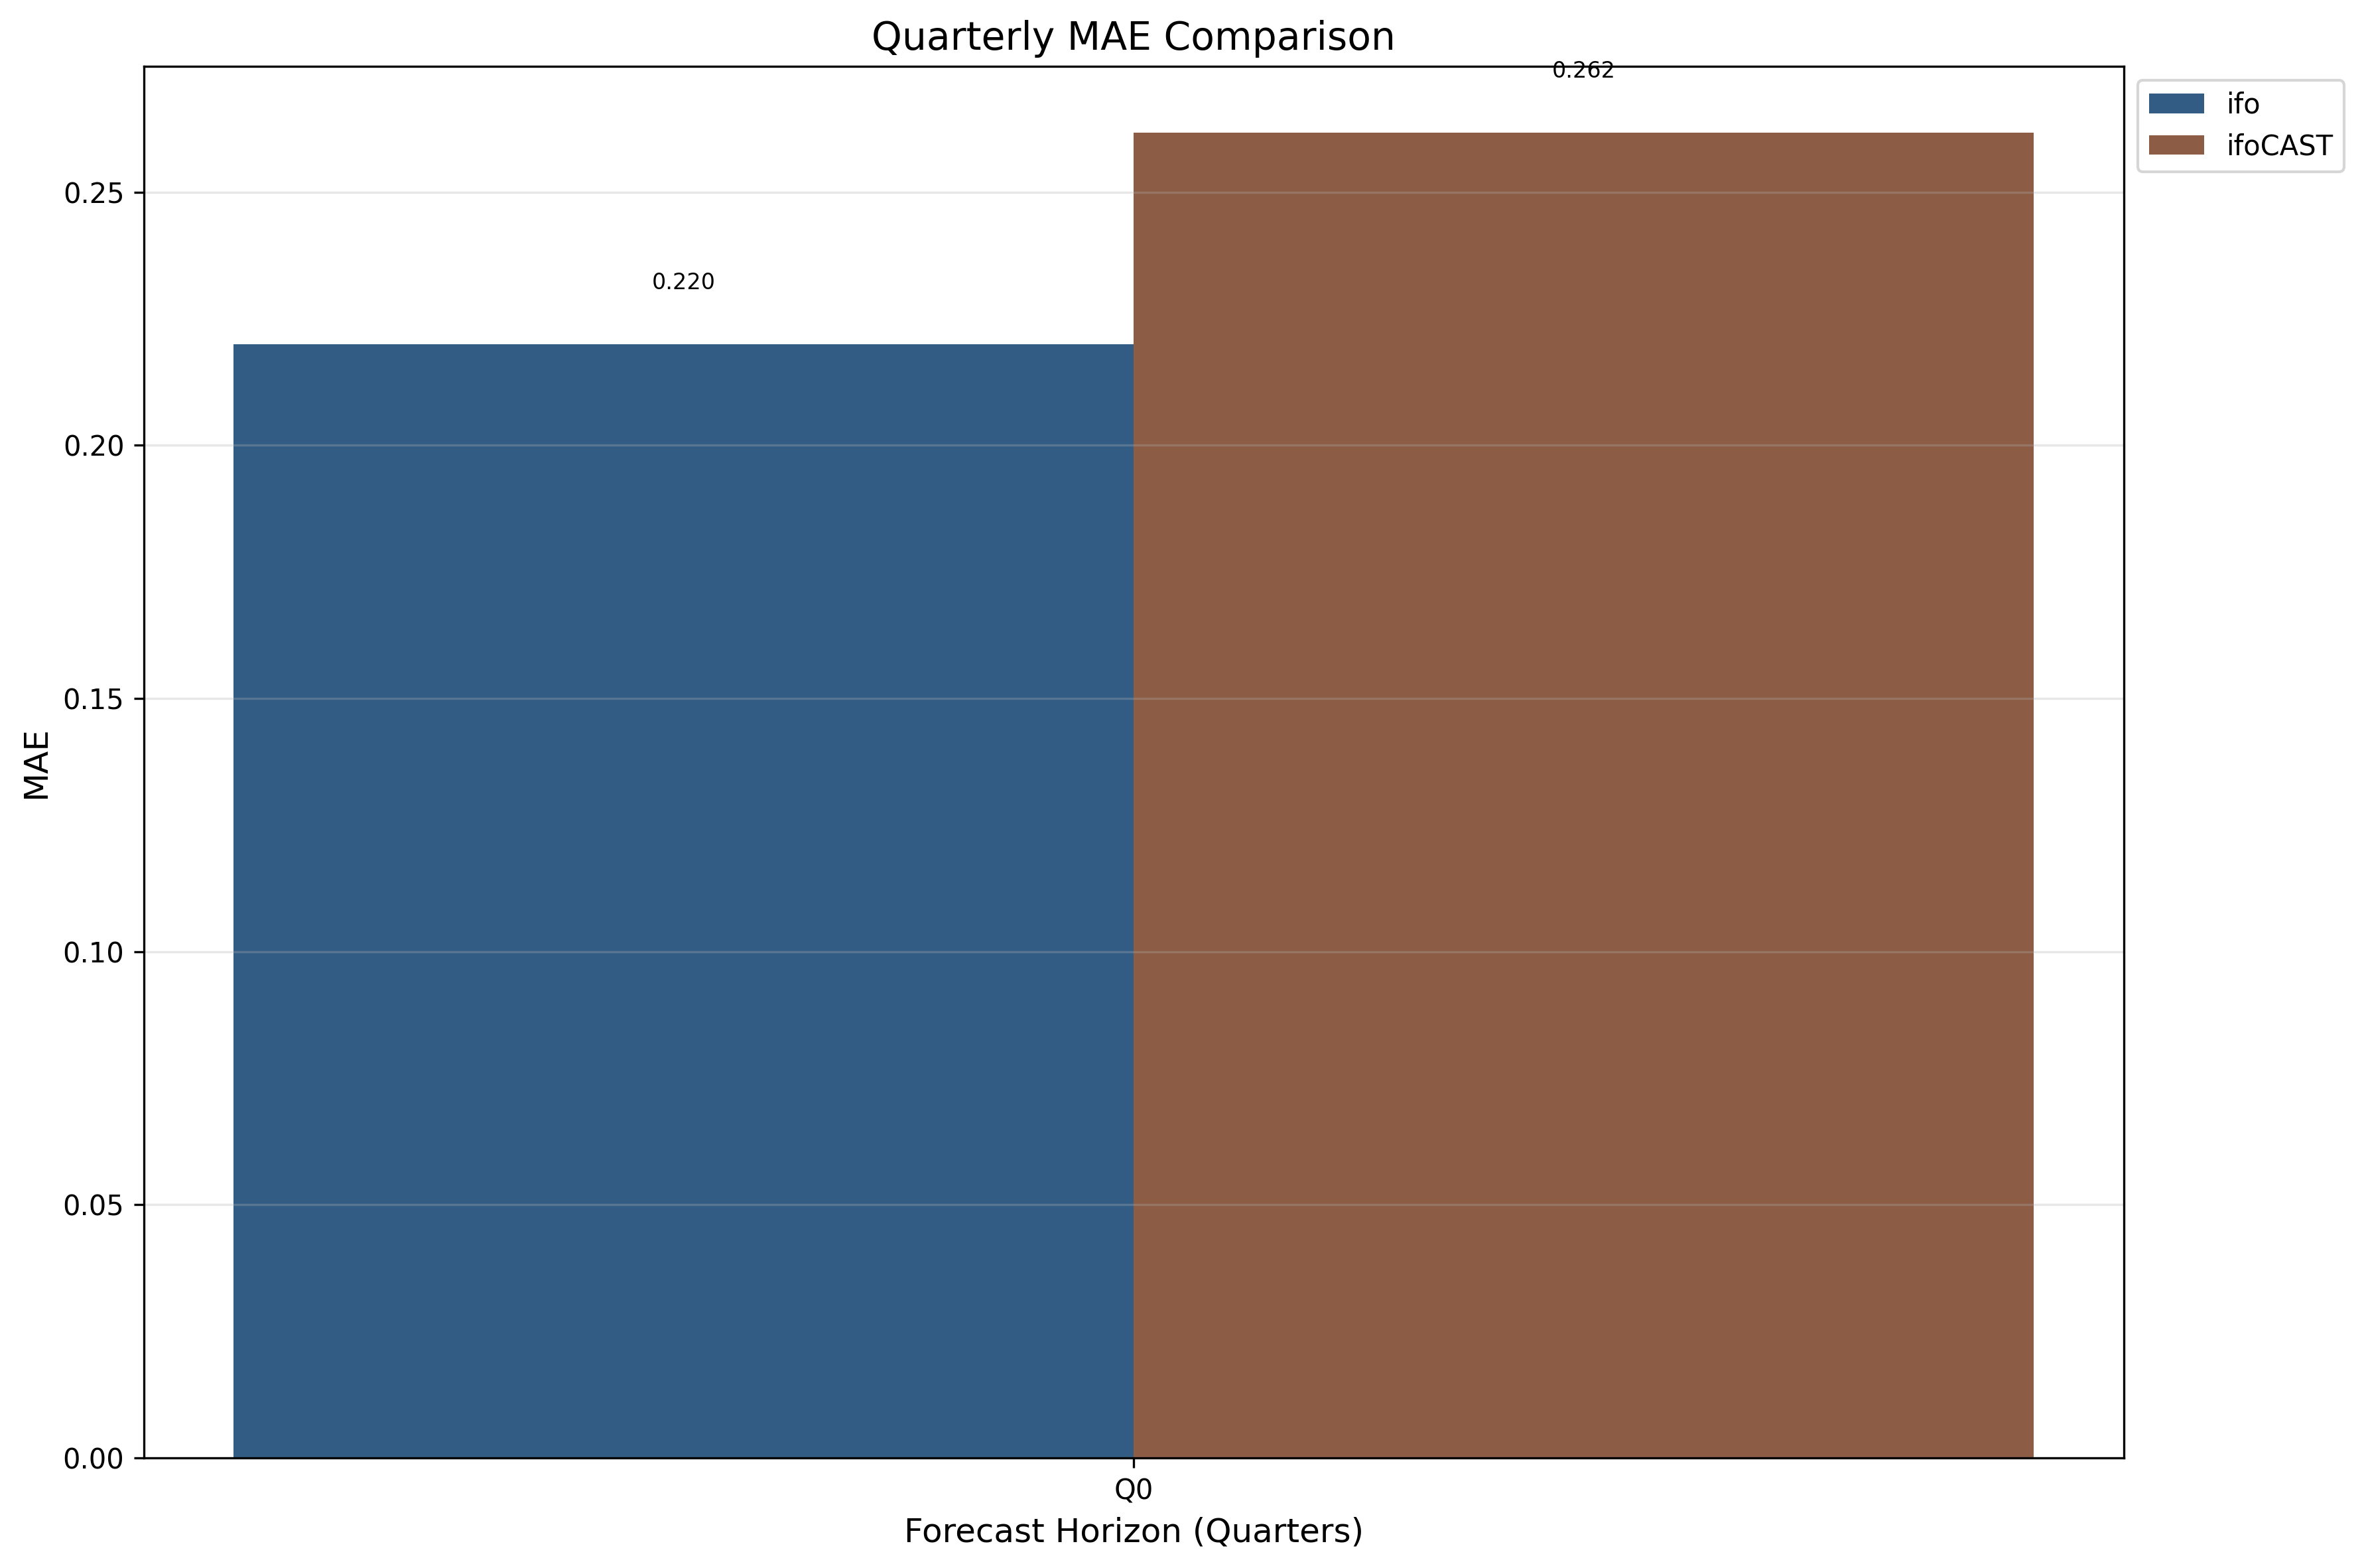 Quarterly MAE Comparison
0.262
ifo
ifoCAST
0.25
0.220
0.20
0.15
MAE
0.10
0.05
0.00
Q0
Forecast Horizon (Quarters)